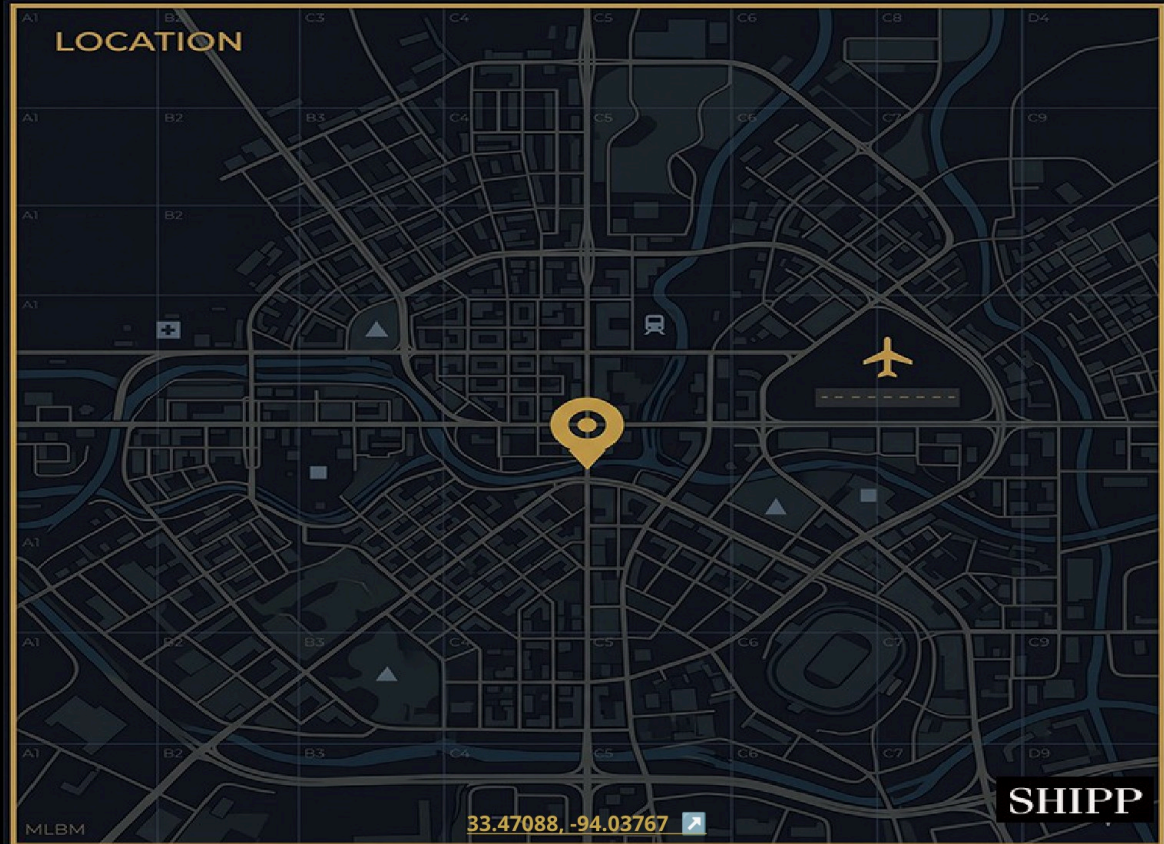 A1 B2 C3 C4 C5 C8 D4
LOCATION
A1 B2 B3 C4 C5 C6 C7 C9
A1 B2
A1
A1
A1 B2 B3 C4 C5 C6 C7 C9
A1 B2 B3 C4 C5 C6 C7 D9
SHIPP
33.47088, -94.03767
MLBM